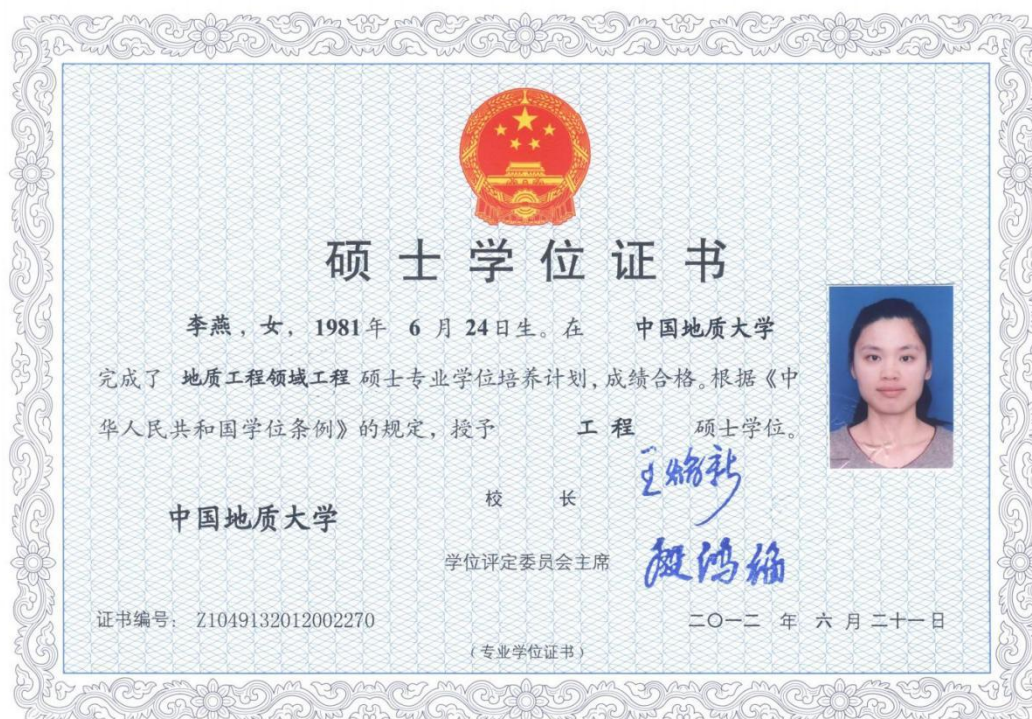 硕士学位证书
李燕，女，1981年 6 月 24日生。在 中国地质大学
完成了 地质工程领域工程 硕士专业学位培养计划，成绩合格。根据《中
华人民共和国学位条例》的规定，授予 工程 硕士学位。
校 长 王焰新
中国地质大学
学位评定委员会主席 殷鸿福
证书编号： Z1049132012002270 二〇一二 年 六 月 二十一 日
（专业学位证书）